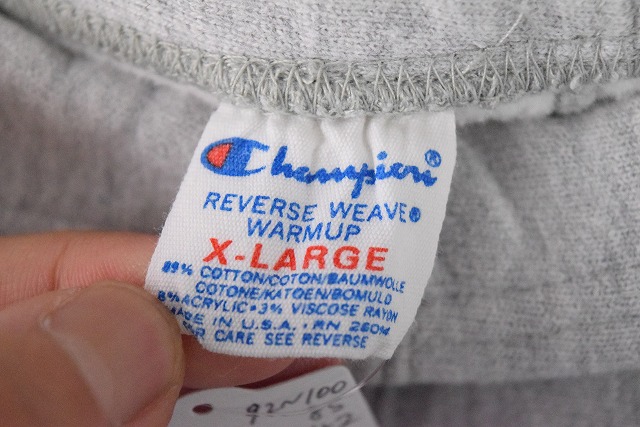 Champion®
REVERSE WEAVE®
WARMUP
X-LARGE
89% COTTON/COTON/BAUMWOLLE
COTONE/KATOEN/BOMULD
8% ACRYLIC • 3% VISCOSE RAYON
MADE IN U.S.A. • RN 26094
FOR CARE SEE REVERSE
92N100